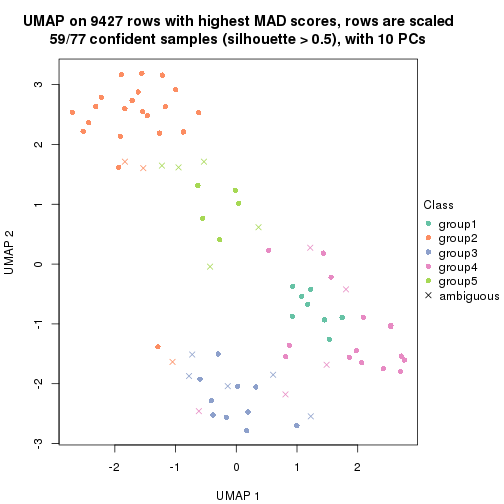 UMAP on 9427 rows with highest MAD scores, rows are scaled
59/77 confident samples (silhouette > 0.5), with 10 PCs
3
2
1
0
-1
-2
-3
UMAP 2
-2
-1
0
1
2
UMAP 1
Class
group1
group2
group3
group4
group5
ambiguous